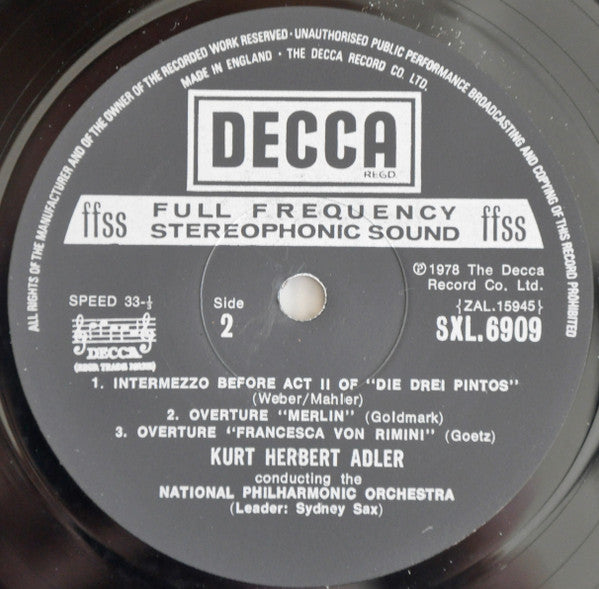 ALL RIGHTS OF THE MANUFACTURER AND OF THE OWNER OF THE RECORDED WORK RESERVED · UNAUTHORISED PUBLIC PERFORMANCE BROADCASTING AND COPYING OF THIS RECORD PROHIBITED
MADE IN ENGLAND · THE DECCA RECORD CO. LTD.
DECCA
REGD.
ffss FULL FREQUENCY STEREOPHONIC SOUND ffss
℗ 1978 The Decca
Record Co. Ltd.
SPEED 33-⅓
Side
2
{ZAL.15945}
SXL.6909
DECCA
1. INTERMEZZO BEFORE ACT II OF "DIE DREI PINTOS"
(Weber/Mahler)
2. OVERTURE "MERLIN" (Goldmark)
3. OVERTURE "FRANCESCA VON RIMINI" (Goetz)
KURT HERBERT ADLER
conducting the
NATIONAL PHILHARMONIC ORCHESTRA
(Leader: Sydney Sax)